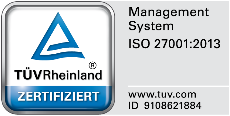 Management
System
ISO 27001:2013
TÜVRheinland®
ZERTIFIZIERT
www.tuv.com
ID 9108621884